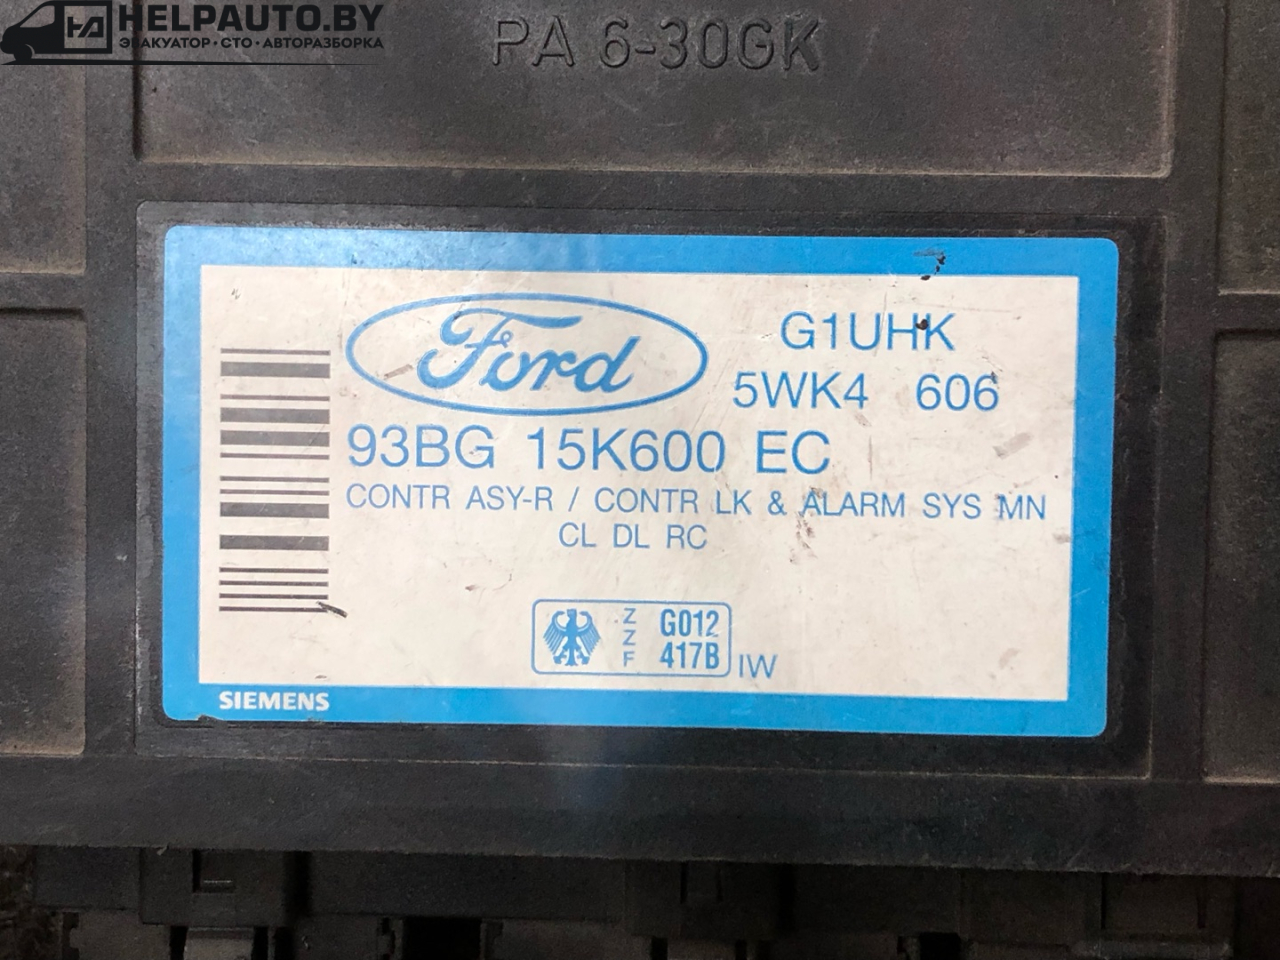 HELPAUTO.BY
ЭВАКУАТОР · СТО · АВТОРАЗБОРКА
PA 6-30GK
Ford
G1UHK
5WK4 606
93BG 15K600 EC
CONTR ASY-R / CONTR LK & ALARM SYS MN
CL DL RC
Z Z F
G012
417B
IW
SIEMENS